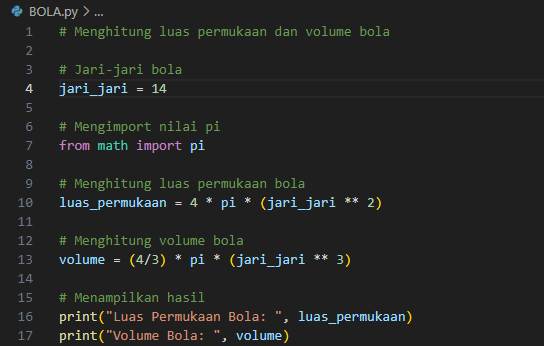 BOLA.py > ...
1 # Menghitung luas permukaan dan volume bola
2
3 # Jari-jari bola
4 jari_jari = 14
5
6 # Mengimport nilai pi
7 from math import pi
8
9 # Menghitung luas permukaan bola
10 luas_permukaan = 4 * pi * (jari_jari ** 2)
11
12 # Menghitung volume bola
13 volume = (4/3) * pi * (jari_jari ** 3)
14
15 # Menampilkan hasil
16 print("Luas Permukaan Bola: ", luas_permukaan)
17 print("Volume Bola: ", volume)